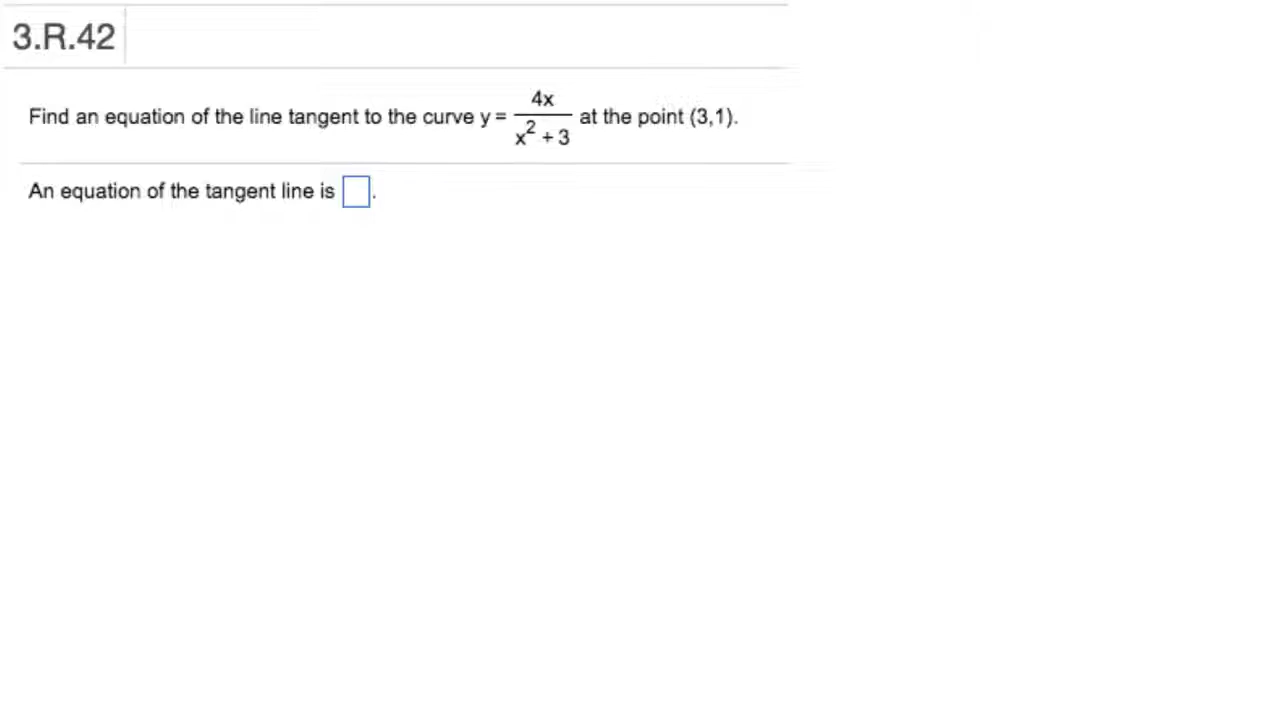 3.R.42
Find an equation of the line tangent to the curve y = 4x / x² + 3 at the point (3,1).
An equation of the tangent line is .